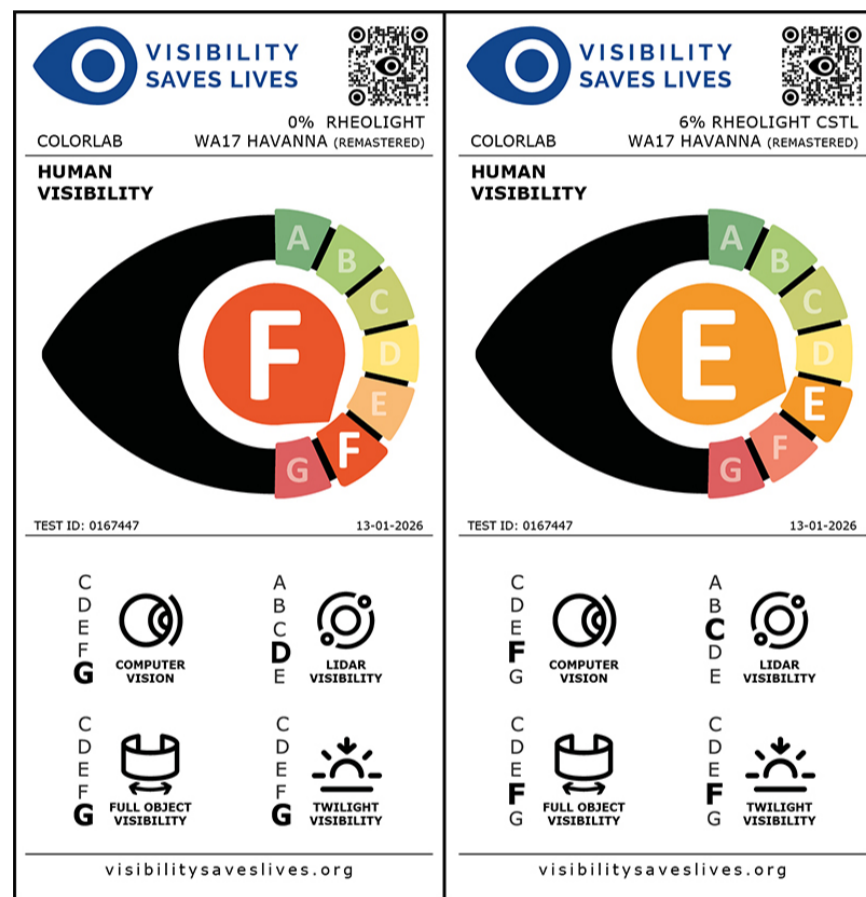 VISIBILITY
SAVES LIVES
0% RHEOLIGHT
COLORLAB WA17 HAVANNA (REMASTERED)
HUMAN
VISIBILITY
A
B
C
D
E
F
G
F
TEST ID: 0167447 13-01-2026
C
D
E
F
G
COMPUTER
VISION
A
B
C
D
E
LIDAR
VISIBILITY
C
D
E
F
G
FULL OBJECT
VISIBILITY
C
D
E
F
G
TWILIGHT
VISIBILITY
visibilitysaveslives.org
VISIBILITY
SAVES LIVES
6% RHEOLIGHT CSTL
COLORLAB WA17 HAVANNA (REMASTERED)
HUMAN
VISIBILITY
A
B
C
D
E
F
G
E
TEST ID: 0167447 13-01-2026
C
D
E
F
G
COMPUTER
VISION
A
B
C
D
E
LIDAR
VISIBILITY
C
D
E
F
G
FULL OBJECT
VISIBILITY
C
D
E
F
G
TWILIGHT
VISIBILITY
visibilitysaveslives.org